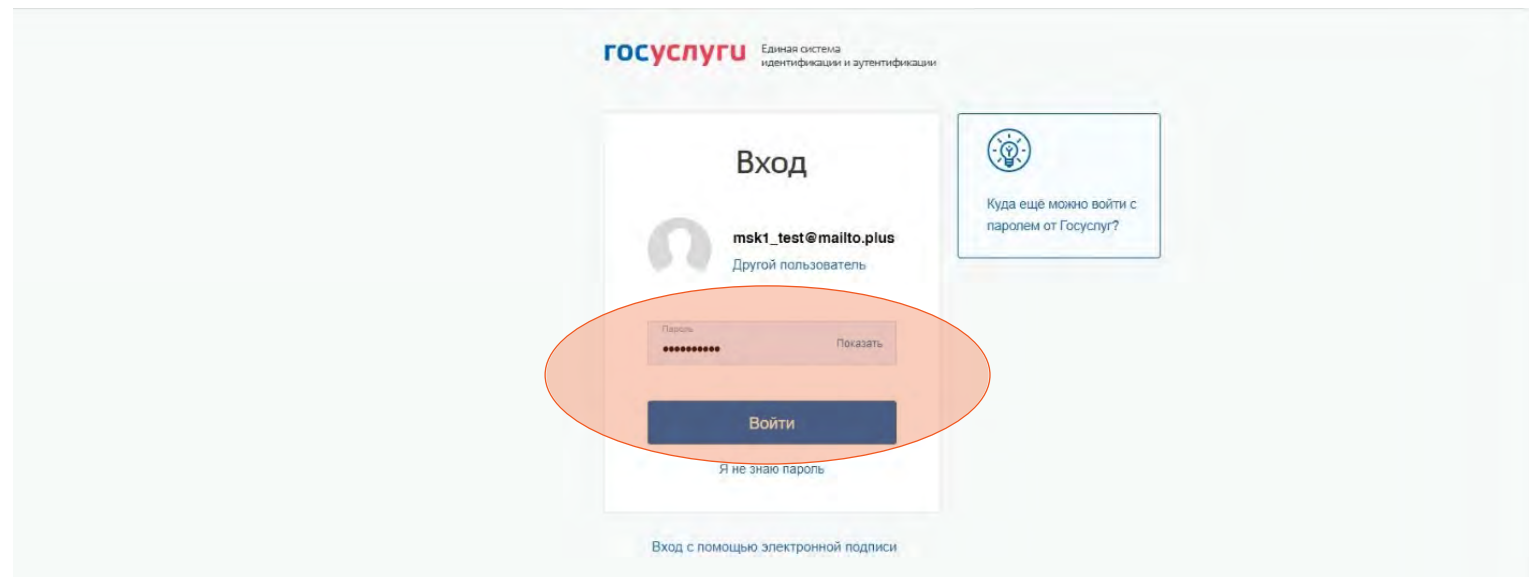 госуслуги
Единая система
идентификации и аутентификации
Вход
msk1_test@mailto.plus
Другой пользователь
Пароль
••••••••••
Показать
Войти
Я не знаю пароль
Вход с помощью электронной подписи
Куда ещё можно войти с
паролем от Госуслуг?